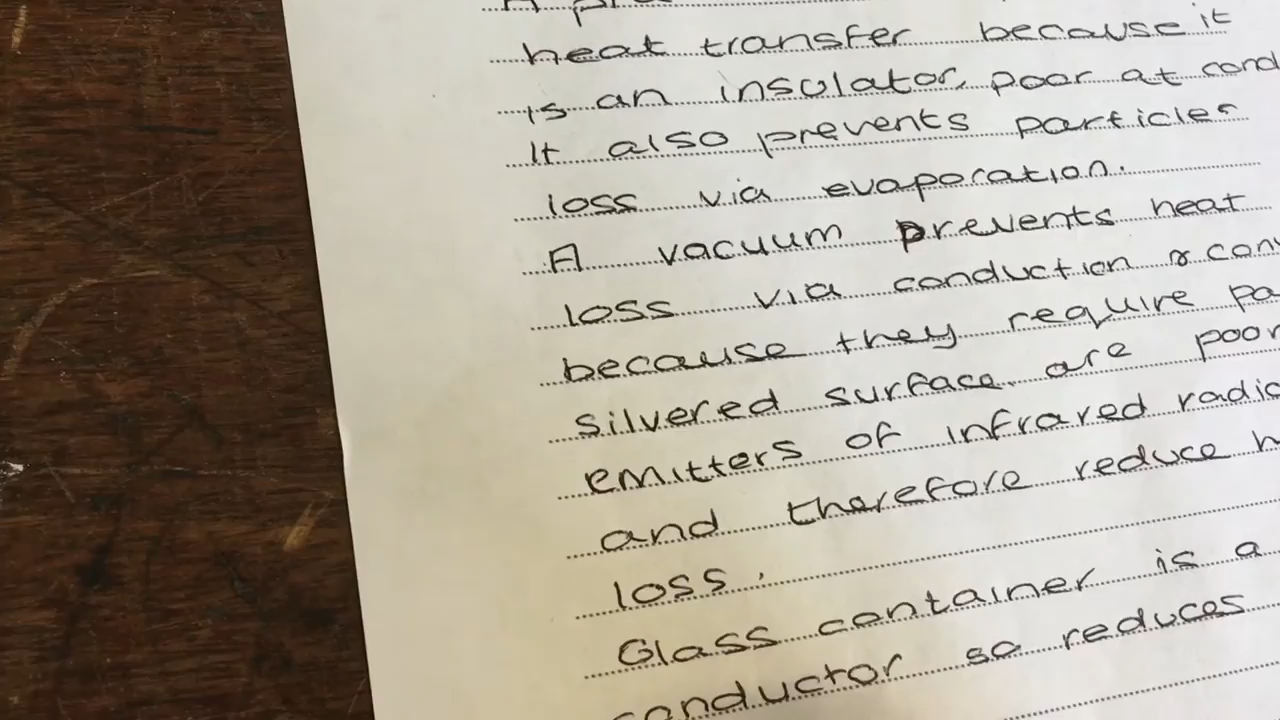 heat transfer because it
is an insulator, poor at cond
It also prevents particles
loss via evaporation.
A vacuum prevents heat
loss via conduction & conv
because they require pa
silvered surface are poor
emitters of infrared radia
and therefore reduce h
loss.
Glass container is a
conductor so reduces